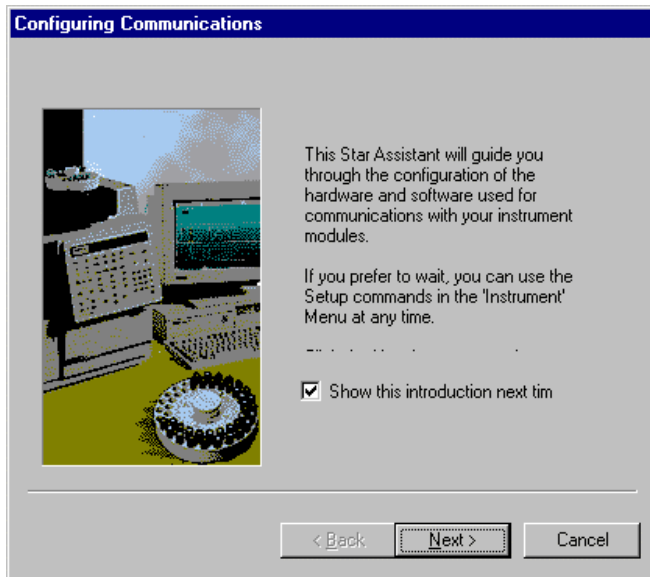 Configuring Communications
This Star Assistant will guide you
through the configuration of the
hardware and software used for
communications with your instrument
modules.
If you prefer to wait, you can use the
Setup commands in the 'Instrument'
Menu at any time.
Show this introduction next tim
< Back
Next >
Cancel